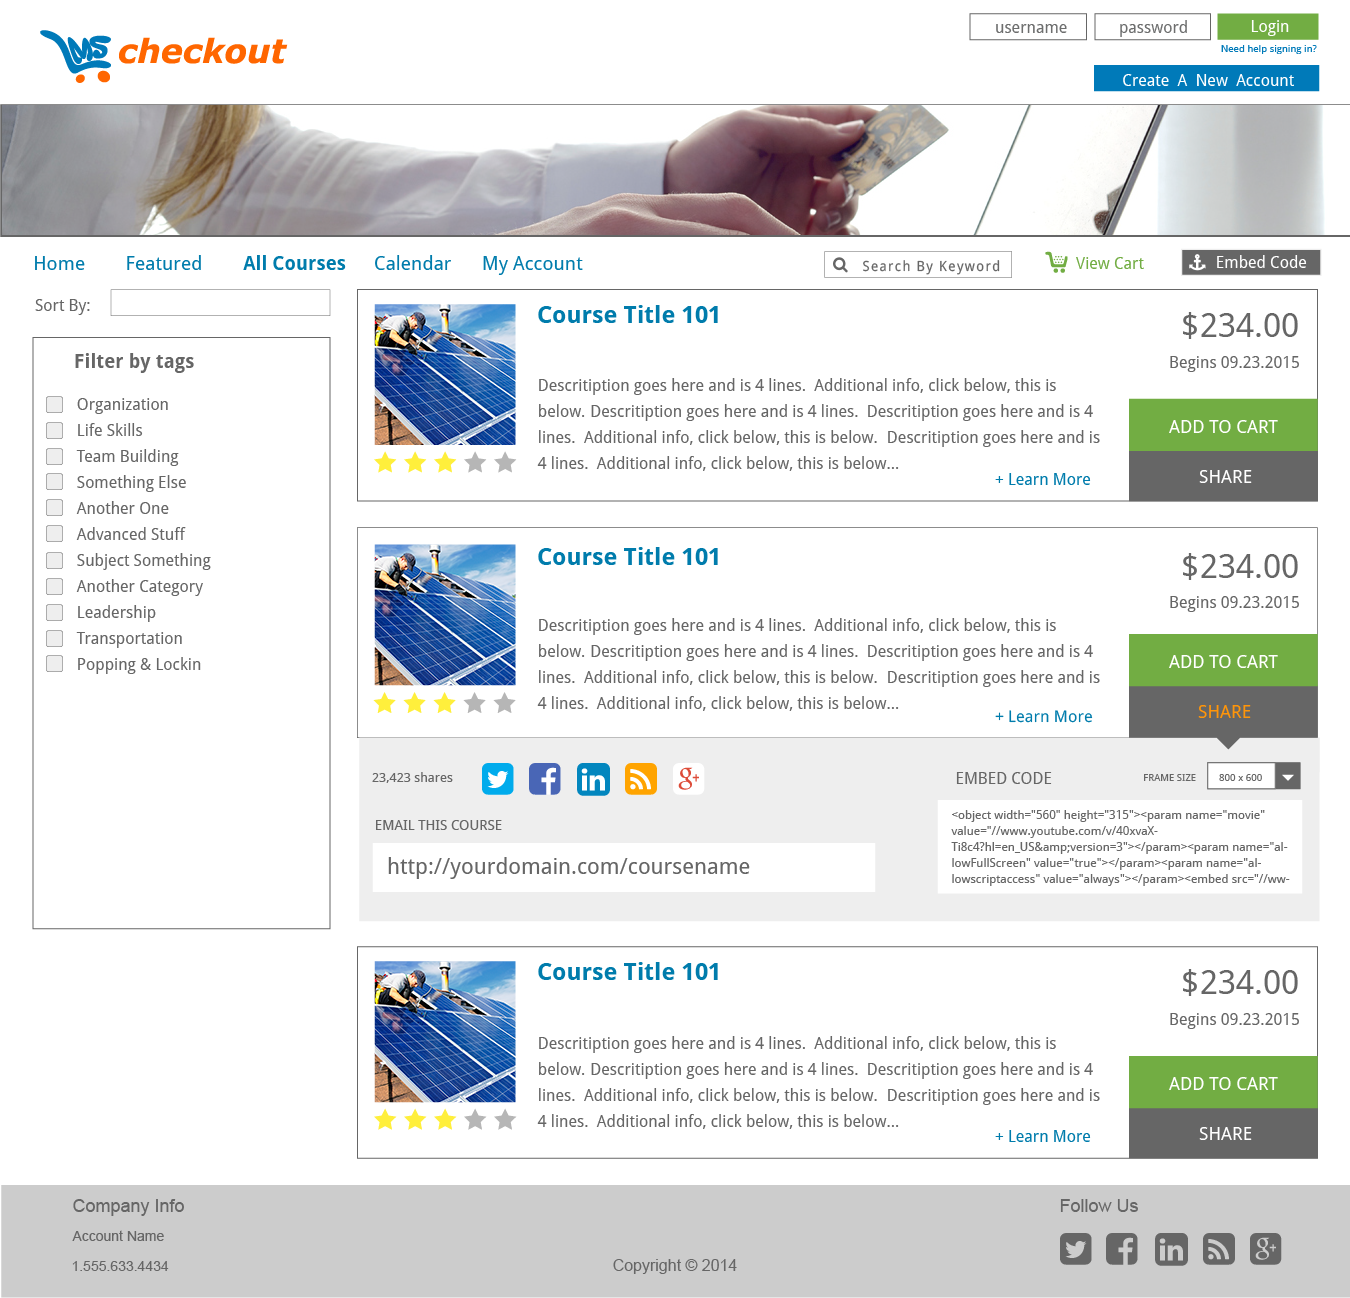 LMS checkout
username
password
Login
Need help signing in?
Create A New Account
Home
Featured
All Courses
Calendar
My Account
Search By Keyword
View Cart
Embed Code
Sort By:
Filter by tags
Organization
Life Skills
Team Building
Something Else
Another One
Advanced Stuff
Subject Something
Another Category
Leadership
Transportation
Popping & Lockin
Course Title 101
$234.00
Begins 09.23.2015
Descritiption goes here and is 4 lines.  Additional info, click below, this is
below. Descritiption goes here and is 4 lines.  Descritiption goes here and is 4
lines.  Additional info, click below, this is below.  Descritiption goes here and is
4 lines.  Additional info, click below, this is below...
+ Learn More
ADD TO CART
SHARE
Course Title 101
$234.00
Begins 09.23.2015
Descritiption goes here and is 4 lines.  Additional info, click below, this is
below. Descritiption goes here and is 4 lines.  Descritiption goes here and is 4
lines.  Additional info, click below, this is below.  Descritiption goes here and is
4 lines.  Additional info, click below, this is below...
+ Learn More
ADD TO CART
SHARE
23,423 shares
EMAIL THIS COURSE
http://yourdomain.com/coursename
EMBED CODE
FRAME SIZE
800 x 600
<object width="560" height="315"><param name="movie"
value="//www.youtube.com/v/40xvaX-
Ti8c4?hl=en_US&amp;version=3"></param><param name="al-
lowFullScreen" value="true"></param><param name="al-
lowscriptaccess" value="always"></param><embed src="//ww-
Course Title 101
$234.00
Begins 09.23.2015
Descritiption goes here and is 4 lines.  Additional info, click below, this is
below. Descritiption goes here and is 4 lines.  Descritiption goes here and is 4
lines.  Additional info, click below, this is below.  Descritiption goes here and is
4 lines.  Additional info, click below, this is below...
+ Learn More
ADD TO CART
SHARE
Company Info
Account Name
1.555.633.4434
Copyright © 2014
Follow Us